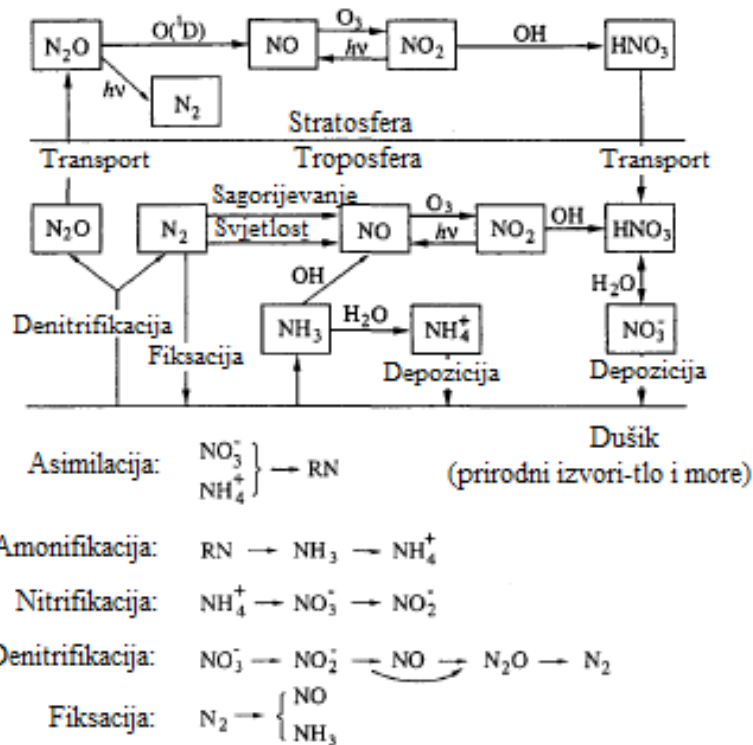 N₂O O(¹D) NO O₃ hν NO₂ OH HNO₃
hν N₂
Stratosfera
Transport Troposfera Transport
Sagorijevanje
N₂O N₂ Svjetlost NO O₃ hν NO₂ OH HNO₃
OH H₂O
Denitrifikacija NH₃ H₂O NH₄⁺ NO₃⁻
Fiksacija Depozicija Depozicija
Dušik
(prirodni izvori-tlo i more)
Asimilacija: NO₃⁻ NH₄⁺ } → RN
Amonifikacija: RN → NH₃ → NH₄⁺
Nitrifikacija: NH₄⁺ → NO₃⁻ → NO₂⁻
Denitrifikacija: NO₃⁻ → NO₂⁻ → NO → N₂O → N₂
Fiksacija: N₂ → { NO NH₃